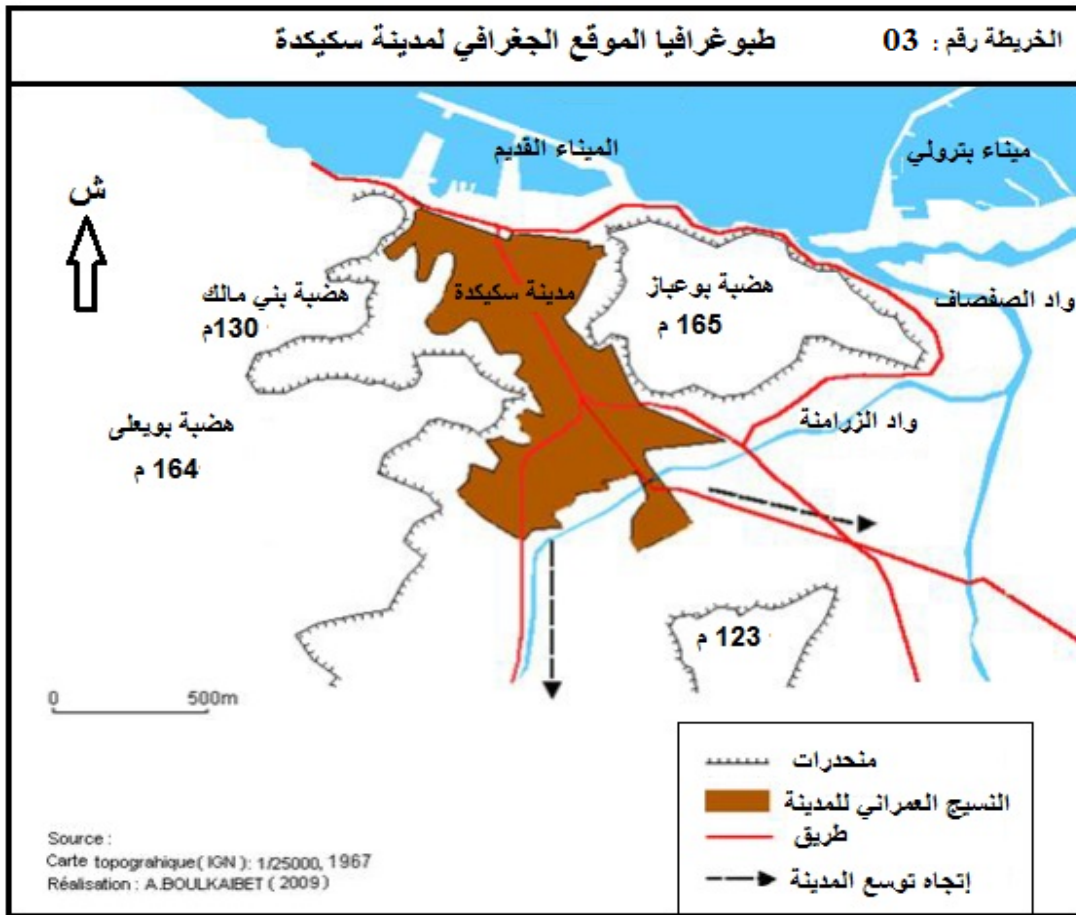 الخريطة رقم : 03
طبوغرافيا الموقع الجغرافي لمدينة سكيكدة
الميناء القديم
ميناء بترولي
ش
هضبة بني مالك
130م
مدينة سكيكدة
هضبة بوعباز
165 م
واد الصفصاف
هضبة بويعلى
164 م
واد الزرامنة
123 م
0 500m
منحدرات
النسيج العمراني للمدينة
طريق
إتجاه توسع المدينة
Source :
Carte topograhique( IGN ): 1/25000, 1967
Réalisation : A.BOULKAIBET ( 2009 )